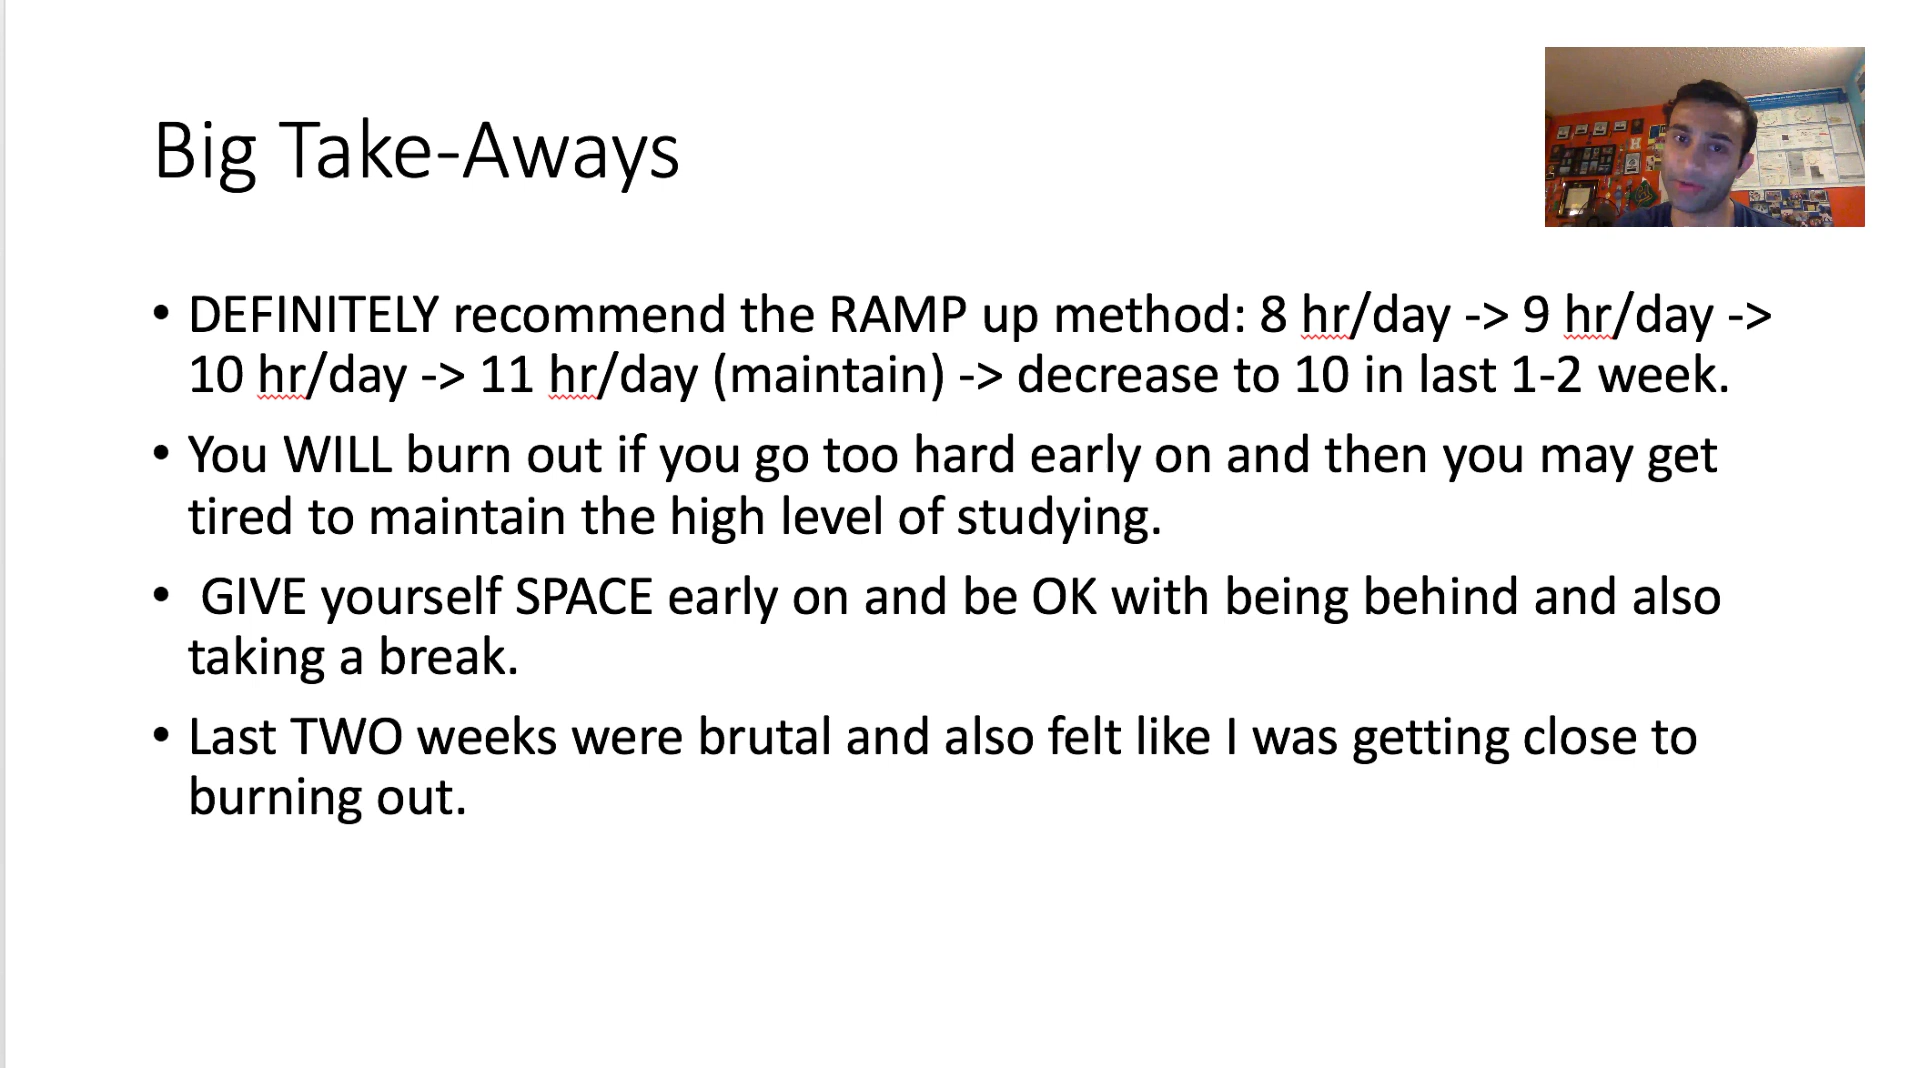 Big Take-Aways
• DEFINITELY recommend the RAMP up method: 8 hr/day -> 9 hr/day ->
10 hr/day -> 11 hr/day (maintain) -> decrease to 10 in last 1-2 week.
• You WILL burn out if you go too hard early on and then you may get
tired to maintain the high level of studying.
• GIVE yourself SPACE early on and be OK with being behind and also
taking a break.
• Last TWO weeks were brutal and also felt like I was getting close to
burning out.